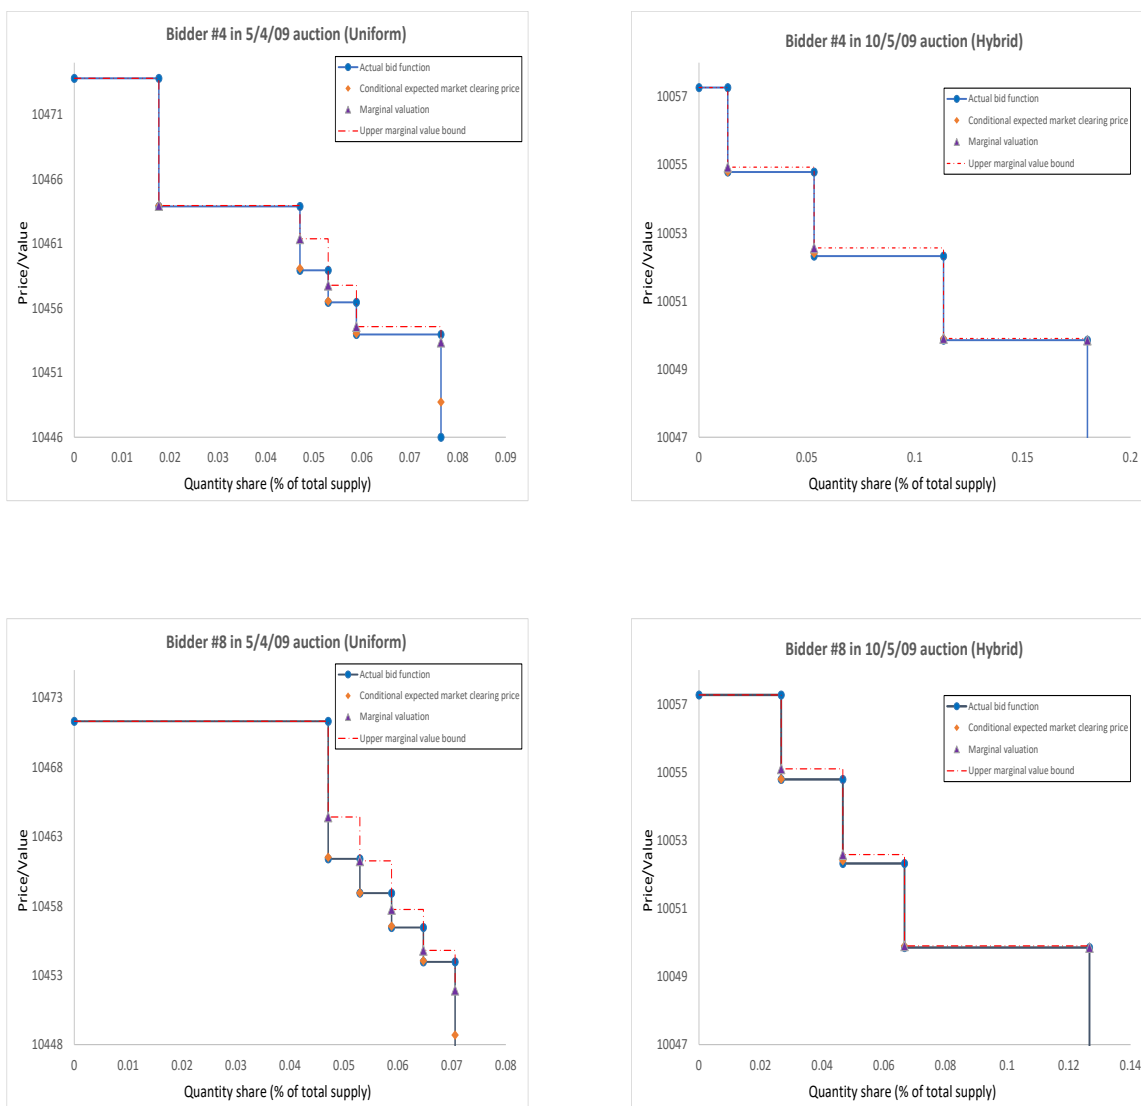 Bidder #4 in 5/4/09 auction (Uniform)
Actual bid function
Conditional expected market clearing price
Marginal valuation
Upper marginal value bound
10471
10466
10461
10456
10451
10446
Price/Value
0 0.01 0.02 0.03 0.04 0.05 0.06 0.07 0.08 0.09
Quantity share (% of total supply)
Bidder #4 in 10/5/09 auction (Hybrid)
Actual bid function
Conditional expected market clearing price
Marginal valuation
Upper marginal value bound
10057
10055
10053
10051
10049
10047
Price/Value
0 0.05 0.1 0.15 0.2
Quantity share (% of total supply)
Bidder #8 in 5/4/09 auction (Uniform)
Actual bid function
Conditional expected market clearing price
Marginal valuation
Upper marginal value bound
10473
10468
10463
10458
10453
10448
Price/Value
0 0.01 0.02 0.03 0.04 0.05 0.06 0.07 0.08
Quantity share (% of total supply)
Bidder #8 in 10/5/09 auction (Hybrid)
Actual bid function
Conditional expected market clearing price
Marginal valuation
Upper marginal value bound
10057
10055
10053
10051
10049
10047
Price/Value
0 0.02 0.04 0.06 0.08 0.1 0.12 0.14
Quantity share (% of total supply)